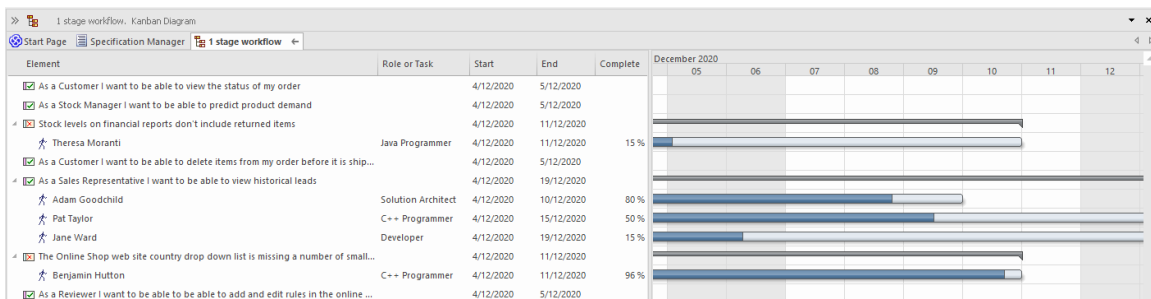 1 stage workflow. Kanban Diagram
Start Page Specification Manager 1 stage workflow
Element Role or Task Start End Complete December 2020
05 06 07 08 09 10 11 12
As a Customer I want to be able to view the status of my order 4/12/2020 5/12/2020
As a Stock Manager I want to be able to predict product demand 4/12/2020 5/12/2020
Stock levels on financial reports don't include returned items 4/12/2020 11/12/2020
Theresa Moranti Java Programmer 4/12/2020 11/12/2020 15 %
As a Customer I want to be able to delete items from my order before it is ship... 4/12/2020 5/12/2020
As a Sales Representative I want to be able to view historical leads 4/12/2020 19/12/2020
Adam Goodchild Solution Architect 4/12/2020 10/12/2020 80 %
Pat Taylor C++ Programmer 4/12/2020 15/12/2020 50 %
Jane Ward Developer 4/12/2020 19/12/2020 15 %
The Online Shop web site country drop down list is missing a number of small... 4/12/2020 11/12/2020
Benjamin Hutton C++ Programmer 4/12/2020 11/12/2020 96 %
As a Reviewer I want to be able to be able to add and edit rules in the online ... 4/12/2020 5/12/2020